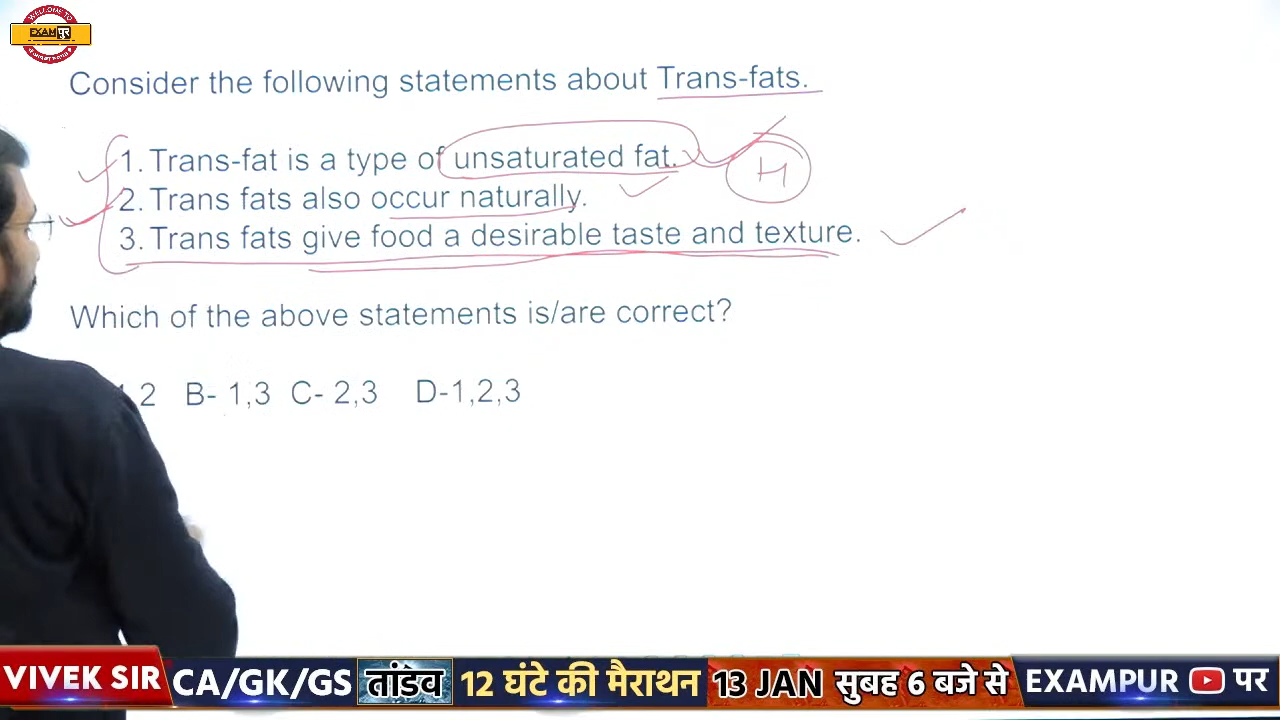 WELCOME TO
EXAMपुर
Consider the following statements about Trans-fats.
1. Trans-fat is a type of unsaturated fat.
H
2. Trans fats also occur naturally.
3. Trans fats give food a desirable taste and texture.
Which of the above statements is/are correct?
2 B- 1,3 C- 2,3 D-1,2,3
VIVEK SIR CA/GK/GS तांडव 12 घंटे की मैराथन 13 JAN सुबह 6 बजे से EXAMPUR पर